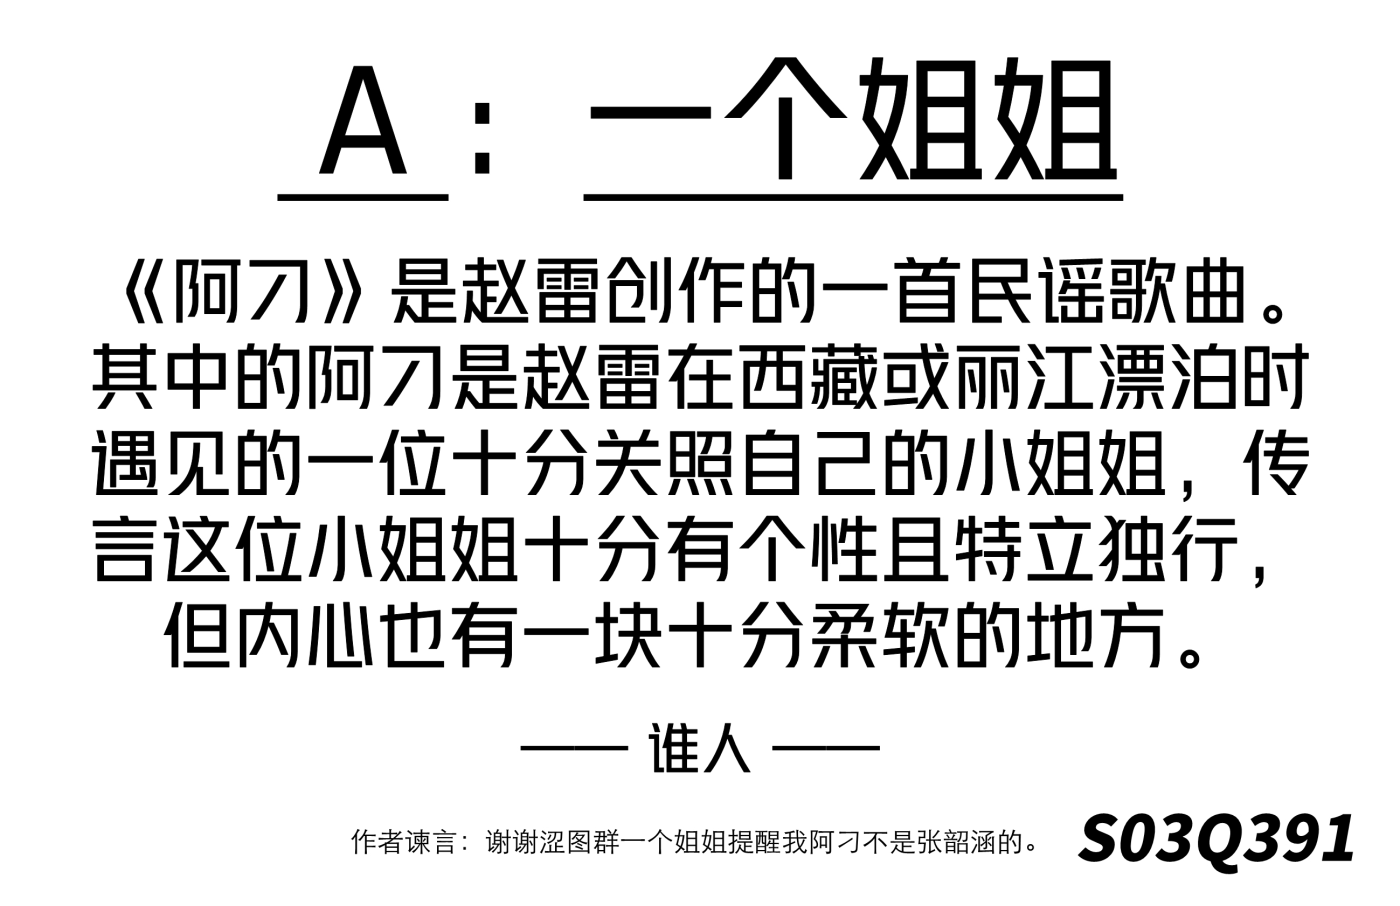 A：一个姐姐
《阿刁》是赵雷创作的一首民谣歌曲。
其中的阿刁是赵雷在西藏或丽江漂泊时
遇见的一位十分关照自己的小姐姐，传
言这位小姐姐十分有个性且特立独行，
但内心也有一块十分柔软的地方。
—— 谁人 ——
作者谏言：谢谢涩图群一个姐姐提醒我阿刁不是张韶涵的。
S03Q391